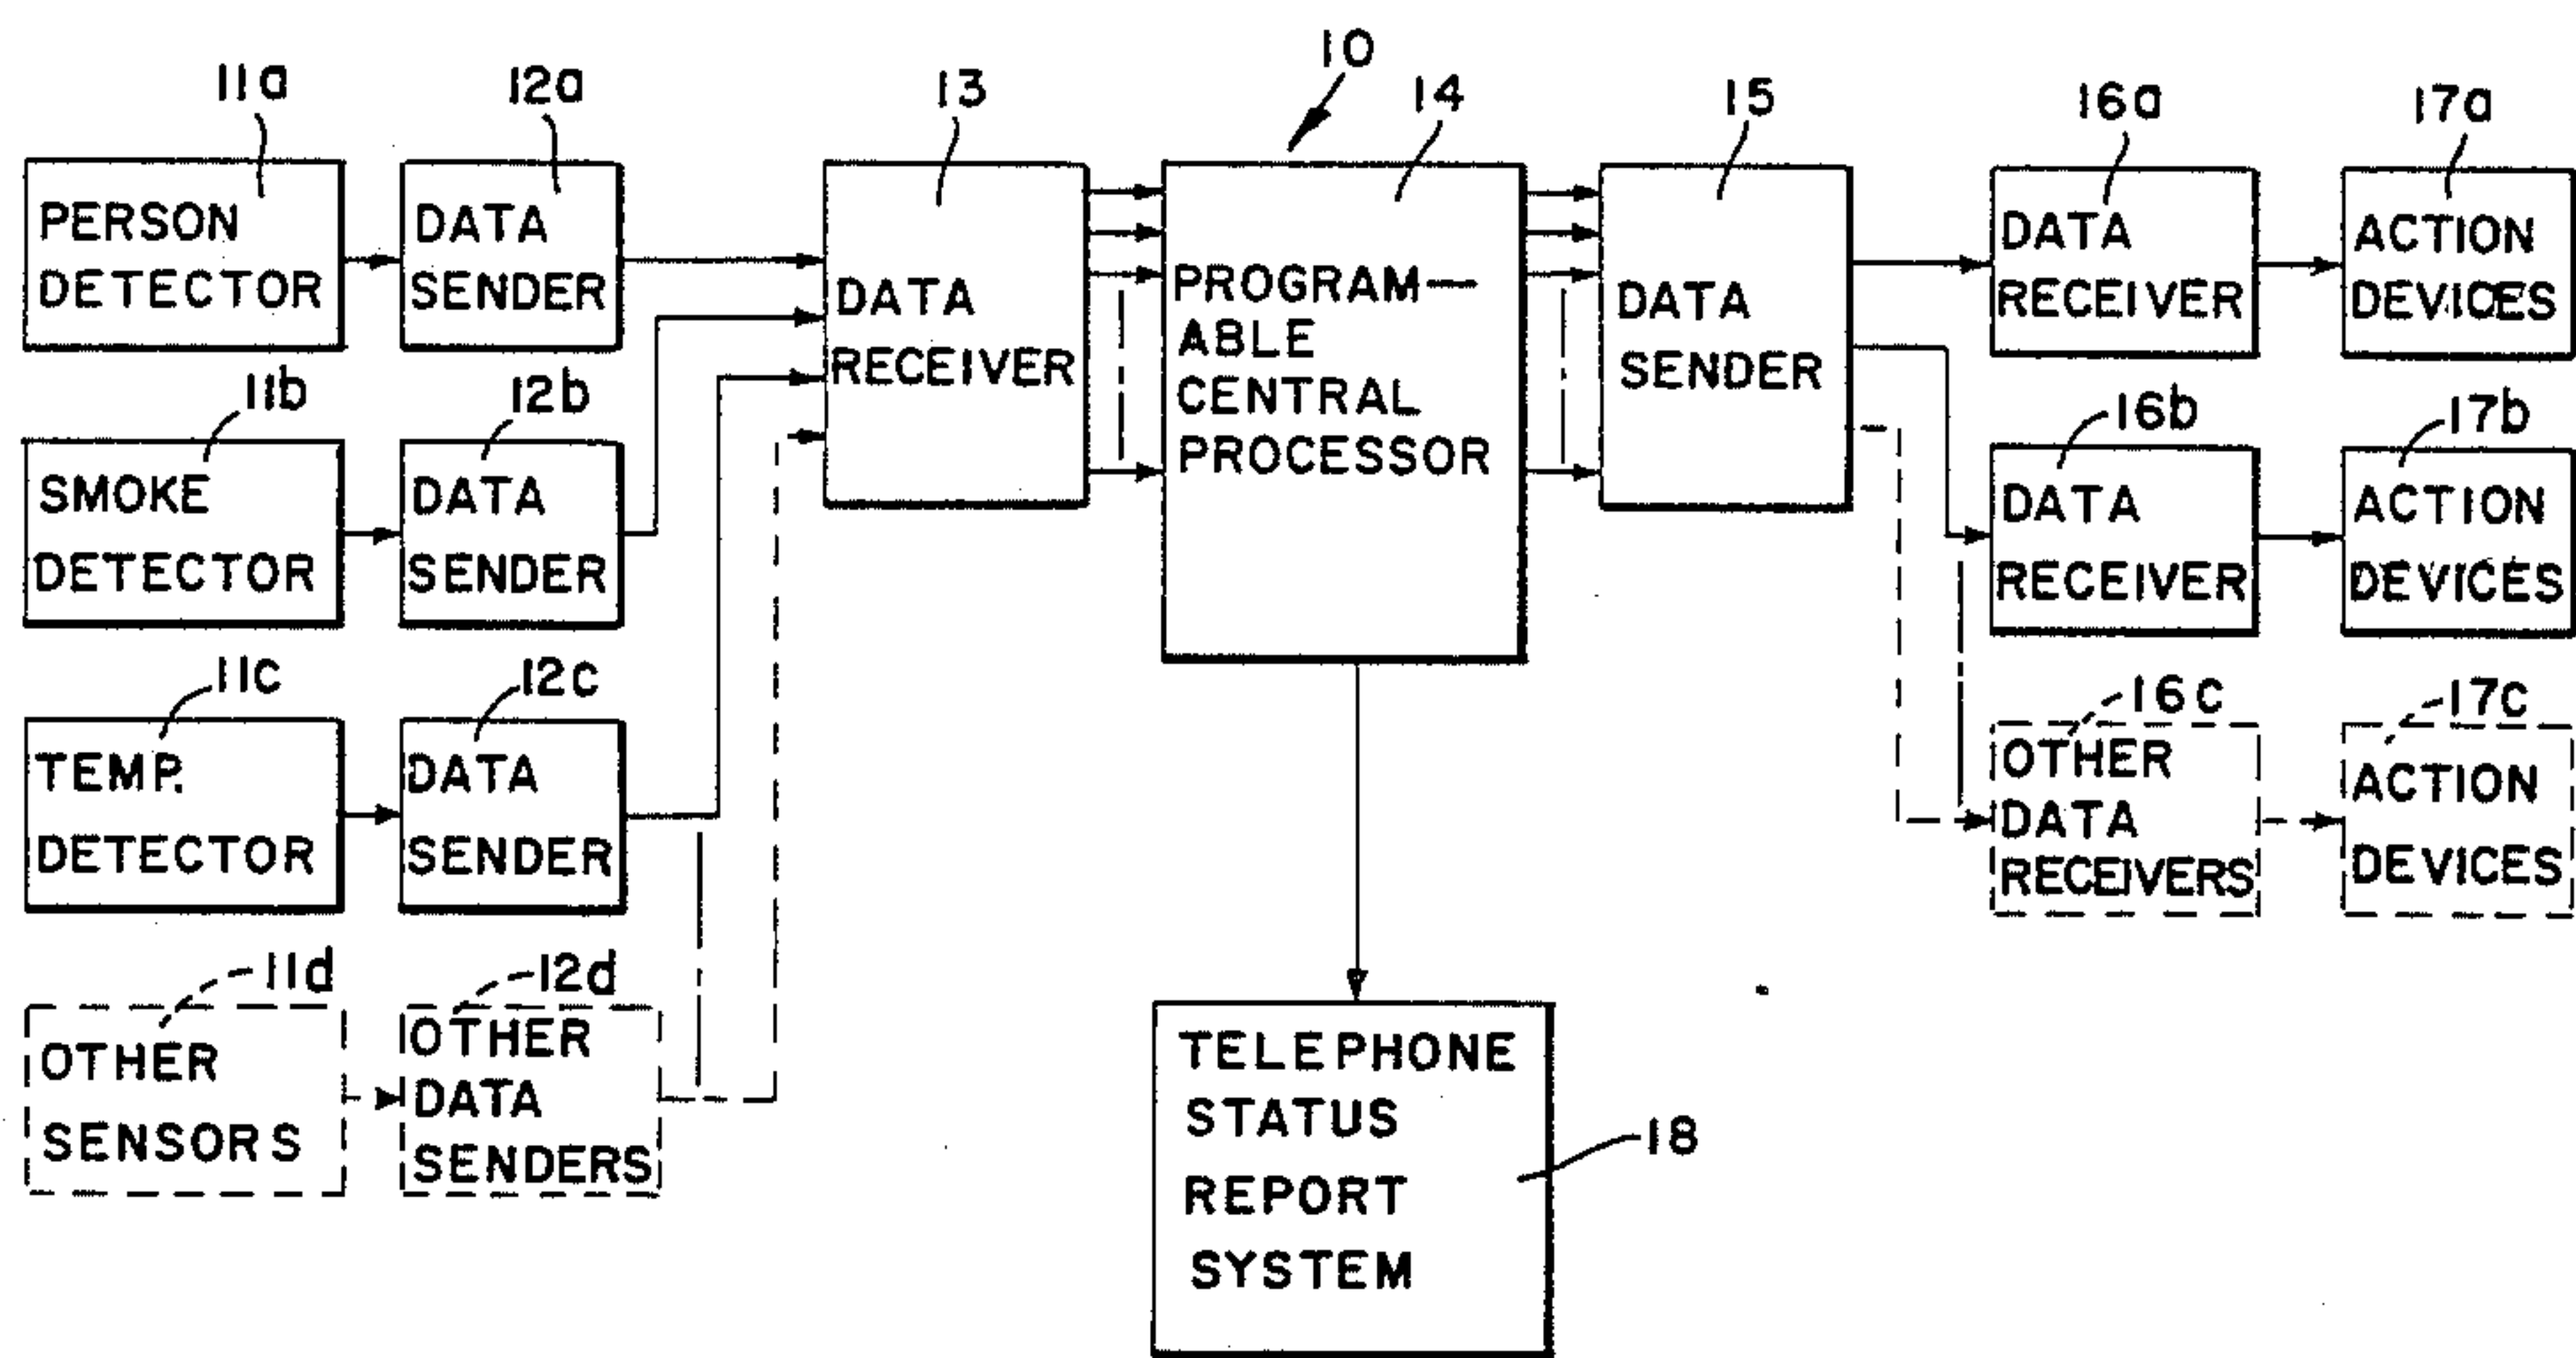 10
11a
12a
13
14
15
16a
17a
PERSON
DETECTOR
DATA
SENDER
DATA
RECEIVER
PROGRAM—
ABLE
CENTRAL
PROCESSOR
DATA
SENDER
DATA
RECEIVER
ACTION
DEVICES
11b
12b
16b
17b
SMOKE
DETECTOR
DATA
SENDER
DATA
RECEIVER
ACTION
DEVICES
11c
12c
16c
17c
TEMP.
DETECTOR
DATA
SENDER
OTHER
DATA
RECEIVERS
ACTION
DEVICES
11d
12d
OTHER
SENSORS
OTHER
DATA
SENDERS
TELEPHONE
STATUS
REPORT
SYSTEM
18